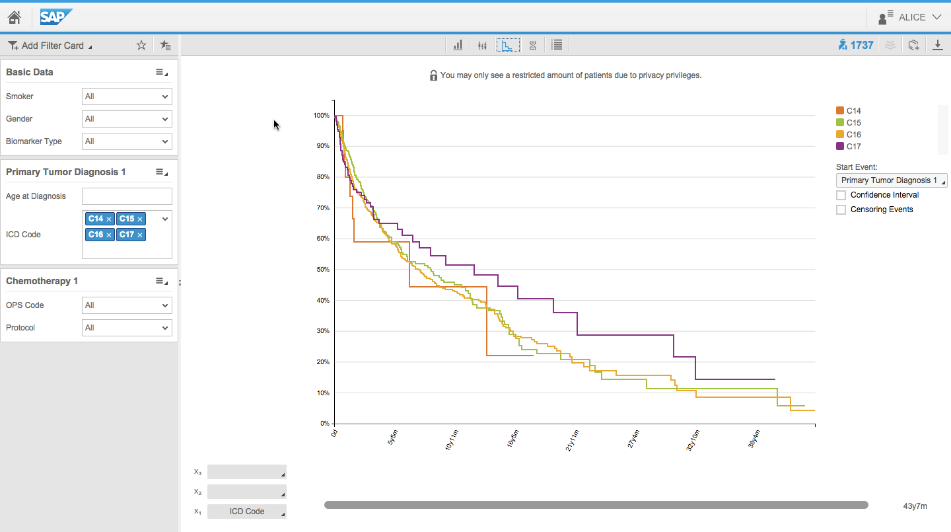 SAP
ALICE
Add Filter Card
1737
Basic Data
Smoker All
Gender All
Biomarker Type All
Primary Tumor Diagnosis 1
Age at Diagnosis
ICD Code
C14 × C15 ×
C16 × C17 ×
Chemotherapy 1
OPS Code All
Protocol All
You may only see a restricted amount of patients due to privacy privileges.
100%
90%
80%
70%
60%
50%
40%
30%
20%
10%
0%
0d
5y5m
10y11m
16y5m
21y11m
27y4m
32y10m
38y4m
C14
C15
C16
C17
Start Event:
Primary Tumor Diagnosis 1
Confidence Interval
Censoring Events
X₃
X₂
X₁ ICD Code
43y7m